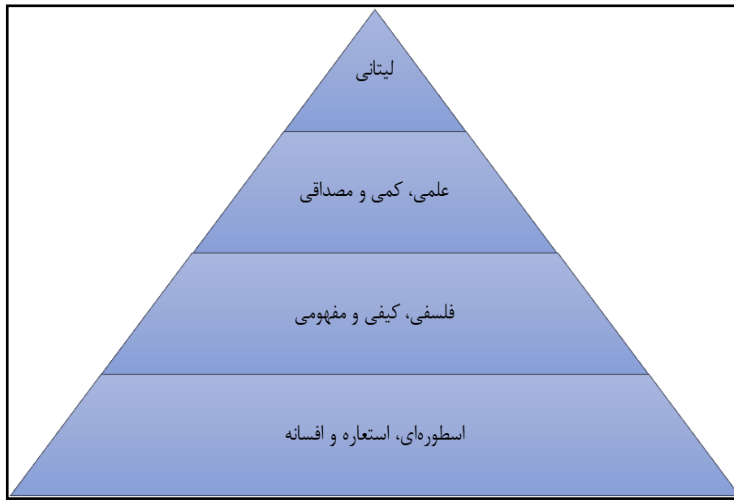 لیتانی
علمی، کمی و مصداقی
فلسفی، کیفی و مفهومی
اسطوره‌ای، استعاره و افسانه